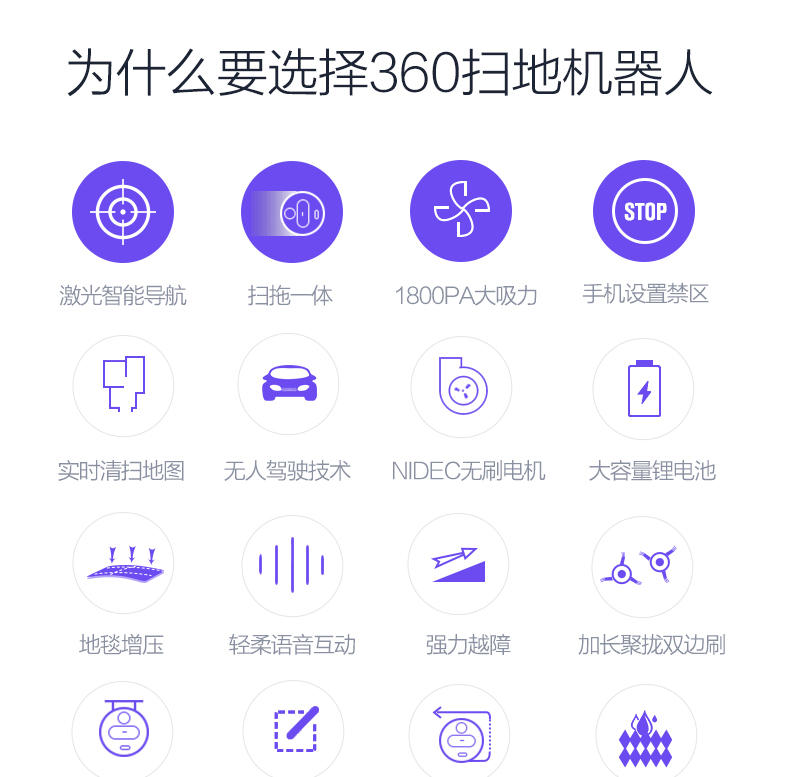 为什么要选择360扫地机器人
STOP
激光智能导航 扫拖一体 1800PA大吸力 手机设置禁区
实时清扫地图 无人驾驶技术 NIDEC无刷电机 大容量锂电池
地毯增压 轻柔语音互动 强力越障 加长聚拢双边刷